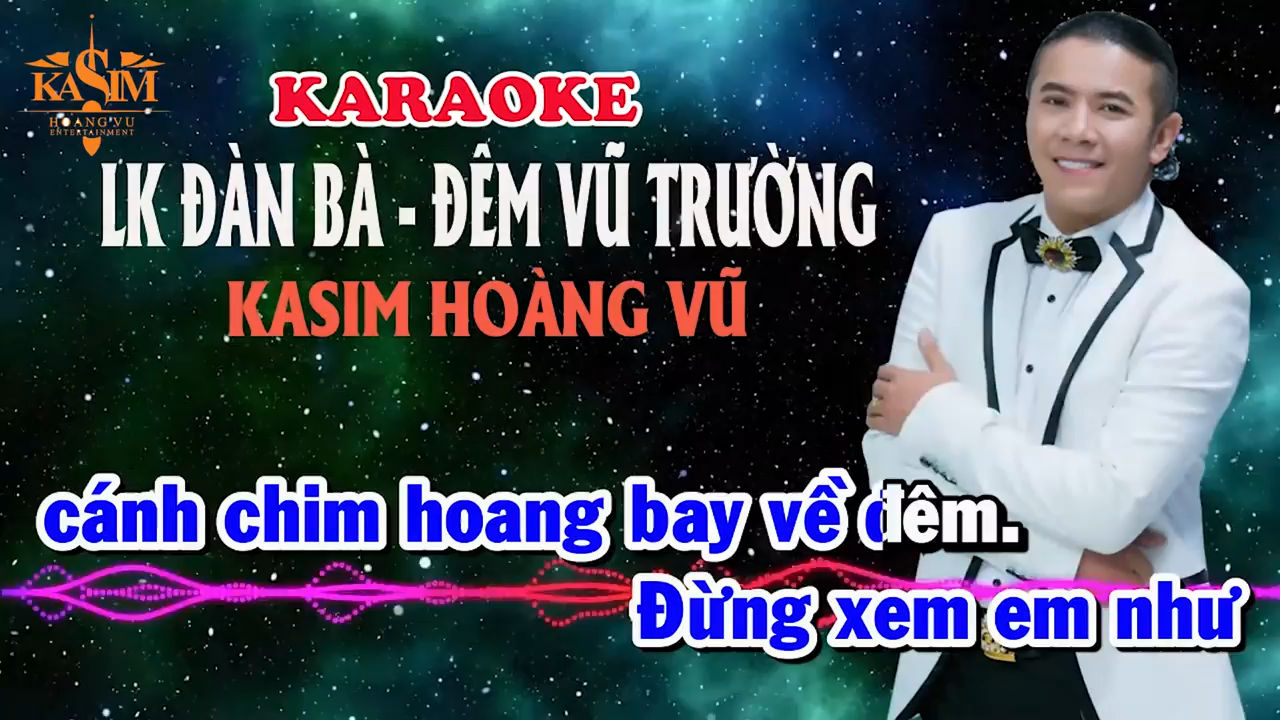 KASIM
HOANG VU
ENTERTAINMENT
KARAOKE
LK ĐÀN BÀ - ĐÊM VŨ TRƯỜNG
KASIM HOÀNG VŨ
cánh chim hoang bay về đêm.
Đừng xem em như